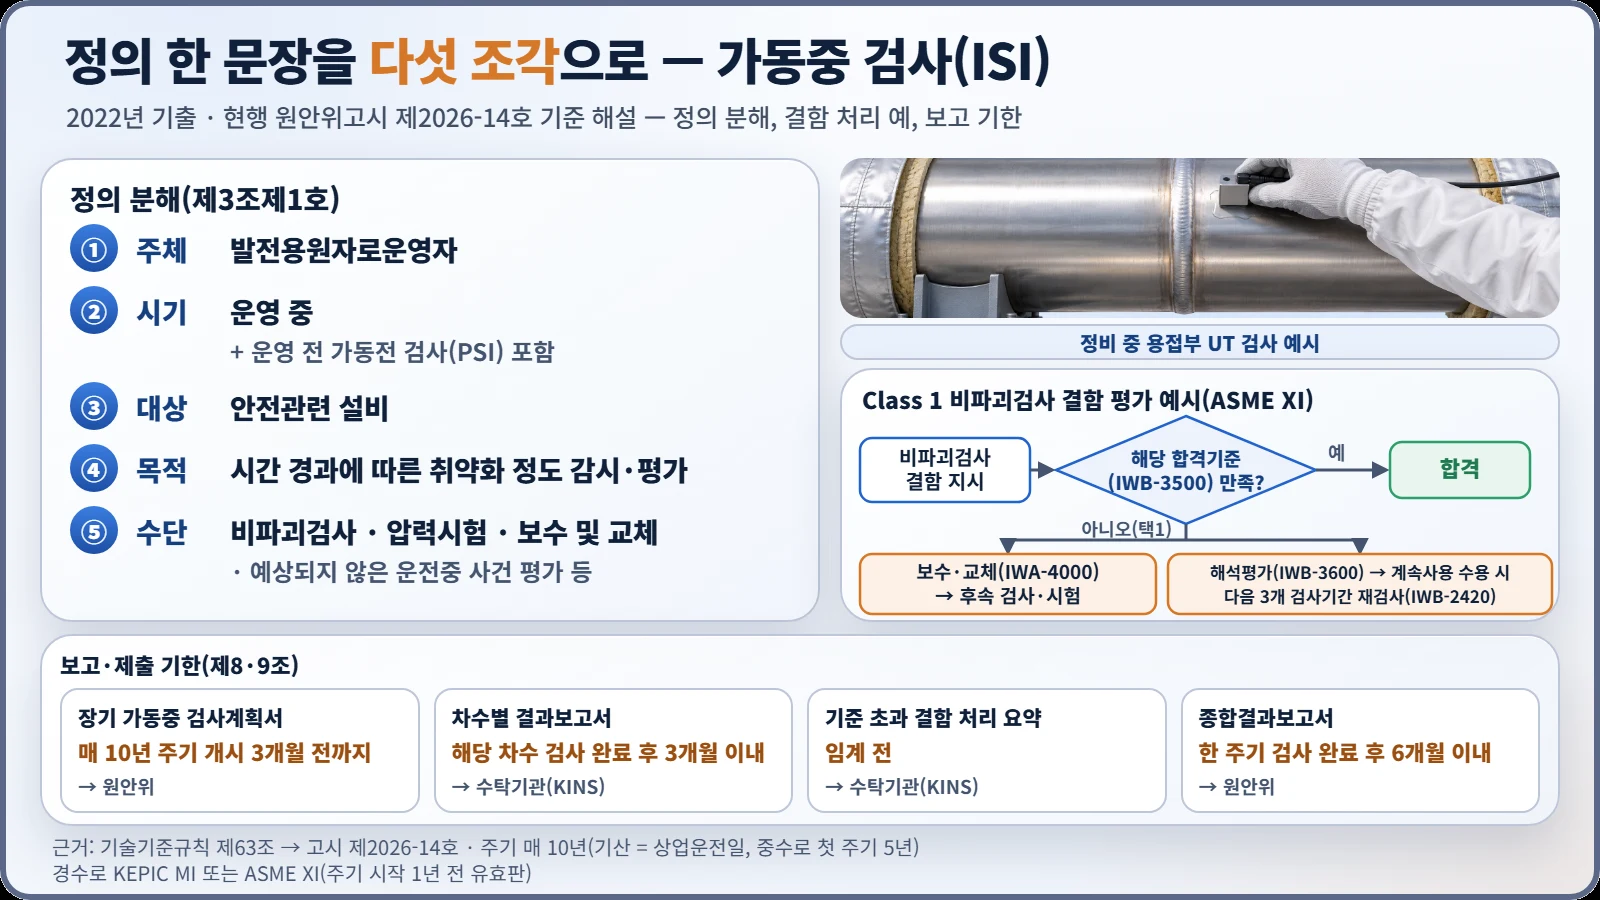 정의 한 문장을 다섯 조각으로 — 가동중 검사(ISI)
2022년 기출 · 현행 원안위고시 제2026-14호 기준 해설 — 정의 분해, 결함 처리 예, 보고 기한
정의 분해(제3조제1호)
① 주체 발전용원자로운영자
② 시기 운영 중
+ 운영 전 가동전 검사(PSI) 포함
③ 대상 안전관련 설비
④ 목적 시간 경과에 따른 취약화 정도 감시·평가
⑤ 수단 비파괴검사 · 압력시험 · 보수 및 교체
· 예상되지 않은 운전중 사건 평가 등
정비 중 용접부 UT 검사 예시
Class 1 비파괴검사 결함 평가 예시(ASME XI)
비파괴검사
결함 지시
해당 합격기준
(IWB-3500) 만족?
예
합격
아니오(택1)
보수·교체(IWA-4000)
→ 후속 검사·시험
해석평가(IWB-3600) → 계속사용 수용 시
다음 3개 검사기간 재검사(IWB-2420)
보고·제출 기한(제8·9조)
장기 가동중 검사계획서
매 10년 주기 개시 3개월 전까지
→ 원안위
차수별 결과보고서
해당 차수 검사 완료 후 3개월 이내
→ 수탁기관(KINS)
기준 초과 결함 처리 요약
임계 전
→ 수탁기관(KINS)
종합결과보고서
한 주기 검사 완료 후 6개월 이내
→ 원안위
근거: 기술기준규칙 제63조 → 고시 제2026-14호 · 주기 매 10년(기산 = 상업운전일, 중수로 첫 주기 5년)
경수로 KEPIC MI 또는 ASME XI(주기 시작 1년 전 유효판)